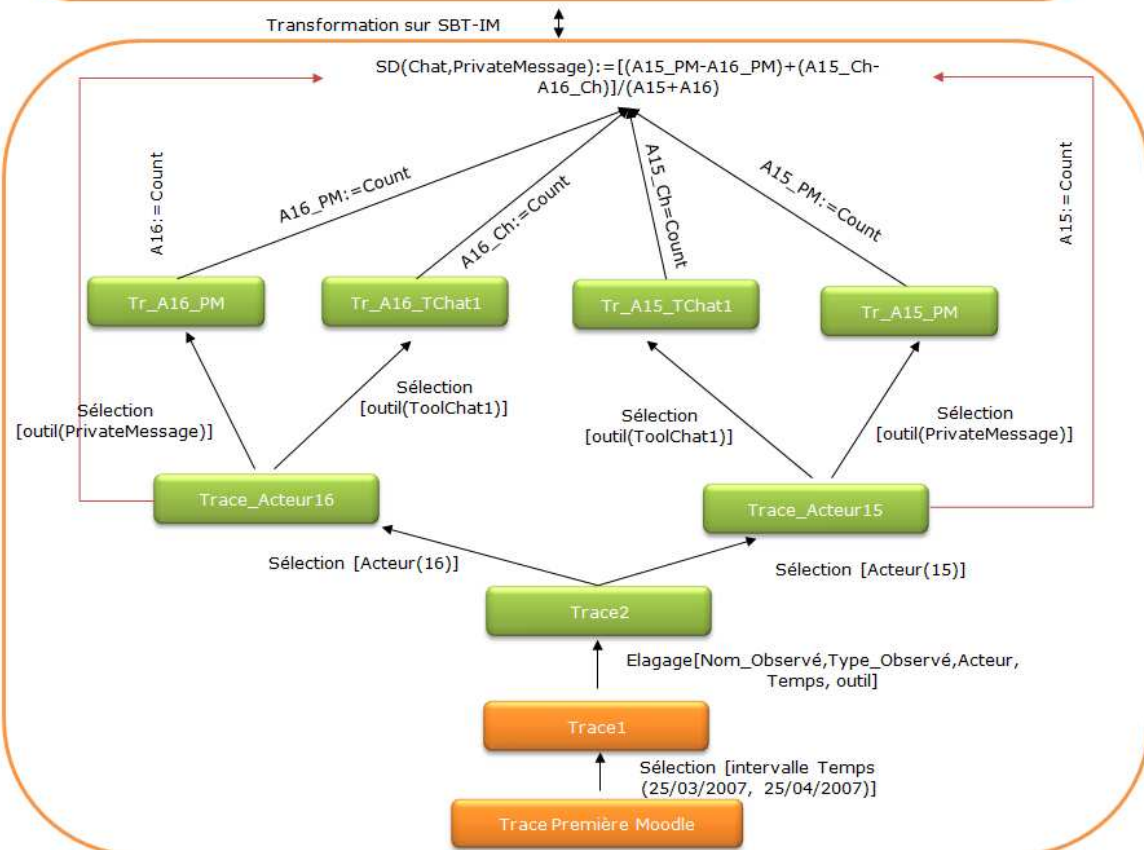 Transformation sur SBT-IM
SD(Chat,PrivateMessage):=[(A15_PM-A16_PM)+(A15_Ch-
A16_Ch)]/(A15+A16)
A16:=Count
A16_PM:=Count
A16_Ch:=Count
A15_Ch=Count
A15_PM:=Count
A15:=Count
Tr_A16_PM
Tr_A16_TChat1
Tr_A15_TChat1
Tr_A15_PM
Sélection
[outil(PrivateMessage)]
Sélection
[outil(ToolChat1)]
Sélection
[outil(ToolChat1)]
Sélection
[outil(PrivateMessage)]
Trace_Acteur16
Trace_Acteur15
Sélection [Acteur(16)]
Sélection [Acteur(15)]
Trace2
Elagage[Nom_Observé,Type_Observé,Acteur,
Temps, outil]
Trace1
Sélection [intervalle Temps
(25/03/2007, 25/04/2007)]
Trace Première Moodle